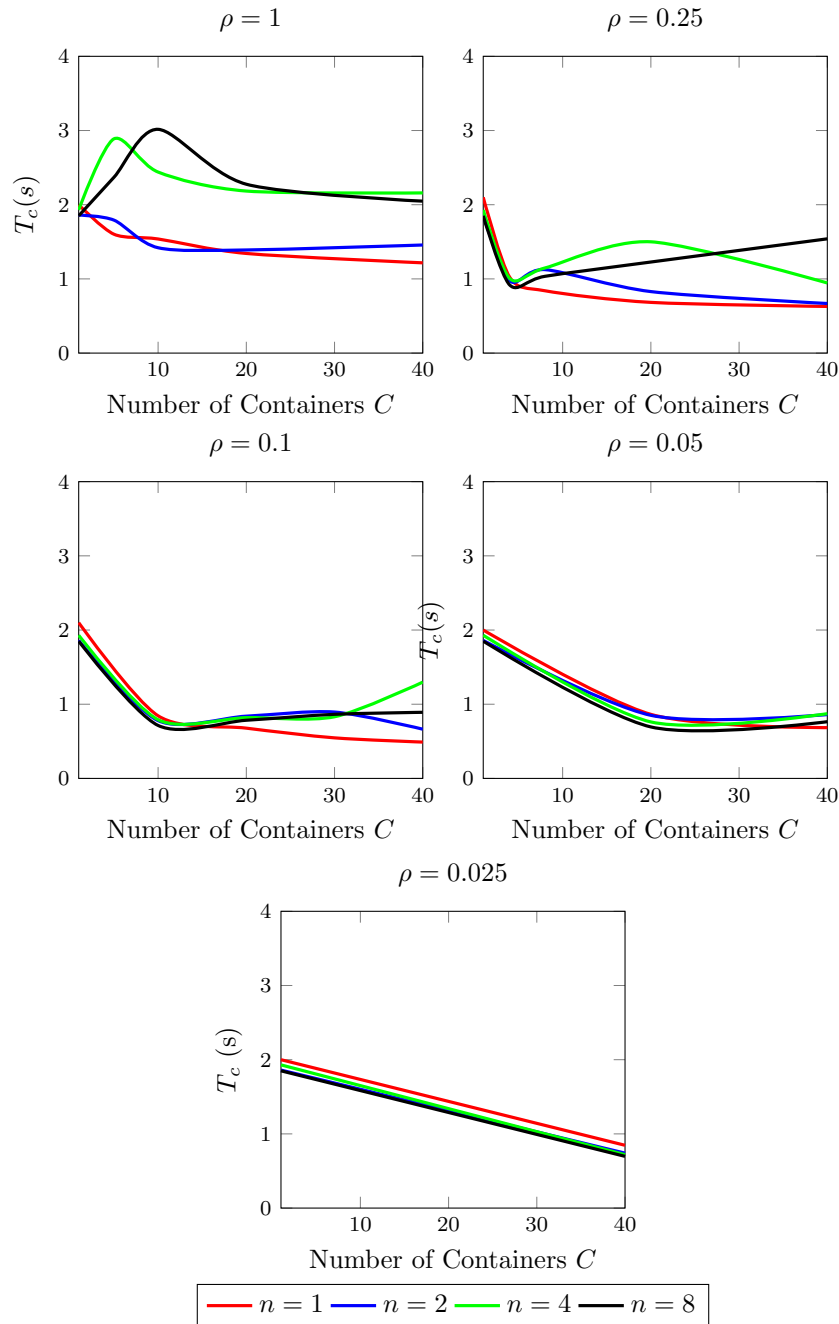 ρ = 1
4
3
2
1
0
10 20 30 40
T_c(s)
Number of Containers C
ρ = 0.25
4
3
2
1
0
10 20 30 40
Number of Containers C
ρ = 0.1
4
3
2
1
0
10 20 30 40
Number of Containers C
ρ = 0.05
4
3
2
1
0
10 20 30 40
T_c(s)
Number of Containers C
ρ = 0.025
4
3
2
1
0
10 20 30 40
T_c (s)
Number of Containers C
n = 1 n = 2 n = 4 n = 8